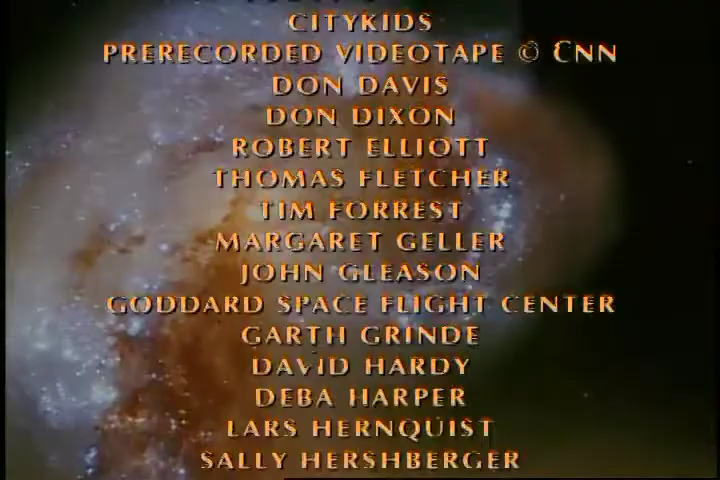 CITYKIDS
PRERECORDED VIDEOTAPE © CNN
DON DAVIS
DON DIXON
ROBERT ELLIOTT
THOMAS FLETCHER
TIM FORREST
MARGARET GELLER
JOHN GLEASON
GODDARD SPACE FLIGHT CENTER
GARTH GRINDE
DAVID HARDY
DEBA HARPER
LARS HERNQUIST
SALLY HERSHBERGER